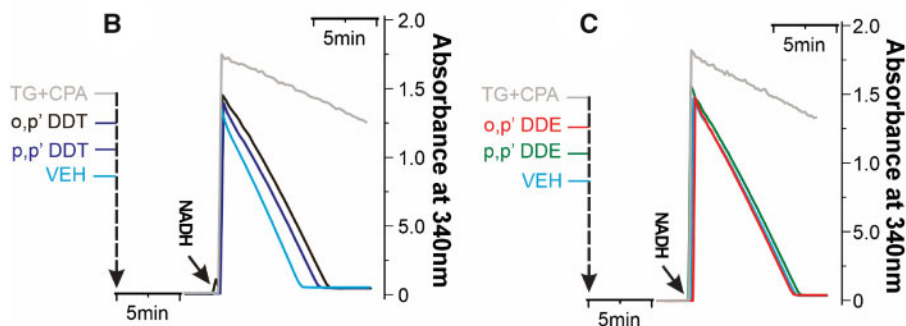 B
5min
2.0
1.5
1.0
5.0
0
Absorbance at 340nm
TG+CPA
o,p' DDT
p,p' DDT
VEH
NADH
5min
C
5min
2.0
1.5
1.0
5.0
0
Absorbance at 340nm
TG+CPA
o,p' DDE
p,p' DDE
VEH
NADH
5min